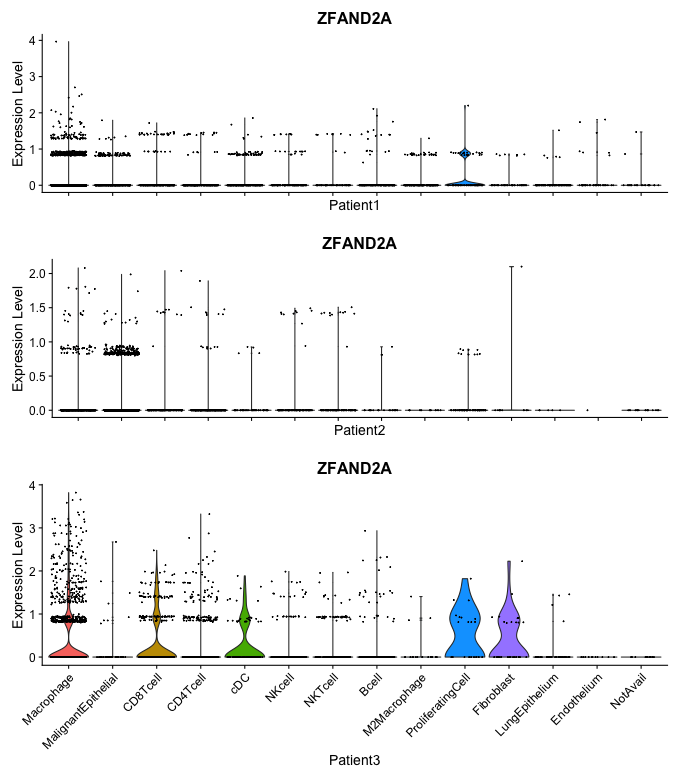 ZFAND2A
Expression Level
4
3
2
1
0
Patient1
ZFAND2A
Expression Level
2.0
1.5
1.0
0.5
0.0
Patient2
ZFAND2A
Expression Level
4
3
2
1
0
Macrophage
MalignantEpithelial
CD8Tcell
CD4Tcell
cDC
NKcell
NKTcell
Bcell
M2Macrophage
ProliferatingCell
Fibroblast
LungEpithelium
Endothelium
NotAvail
Patient3